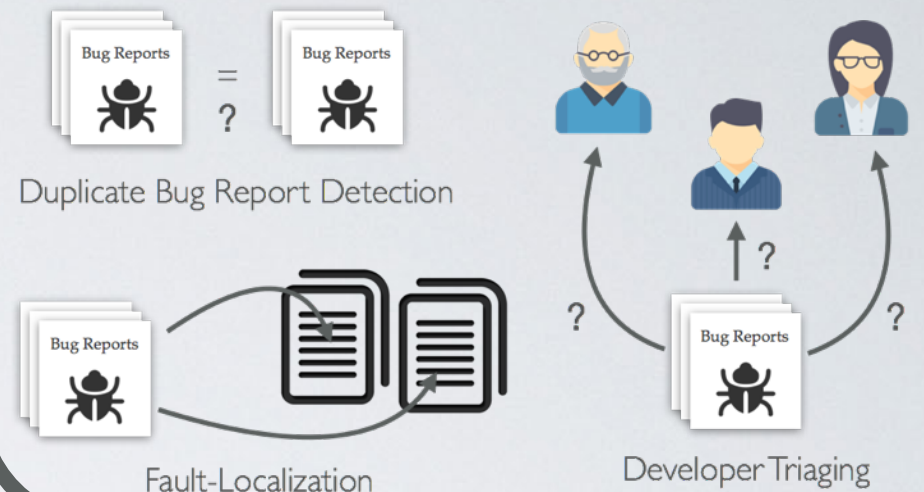 Bug Reports
=
?
Bug Reports
Duplicate Bug Report Detection
?
?
?
Bug Reports
Bug Reports
Fault-Localization
Developer Triaging